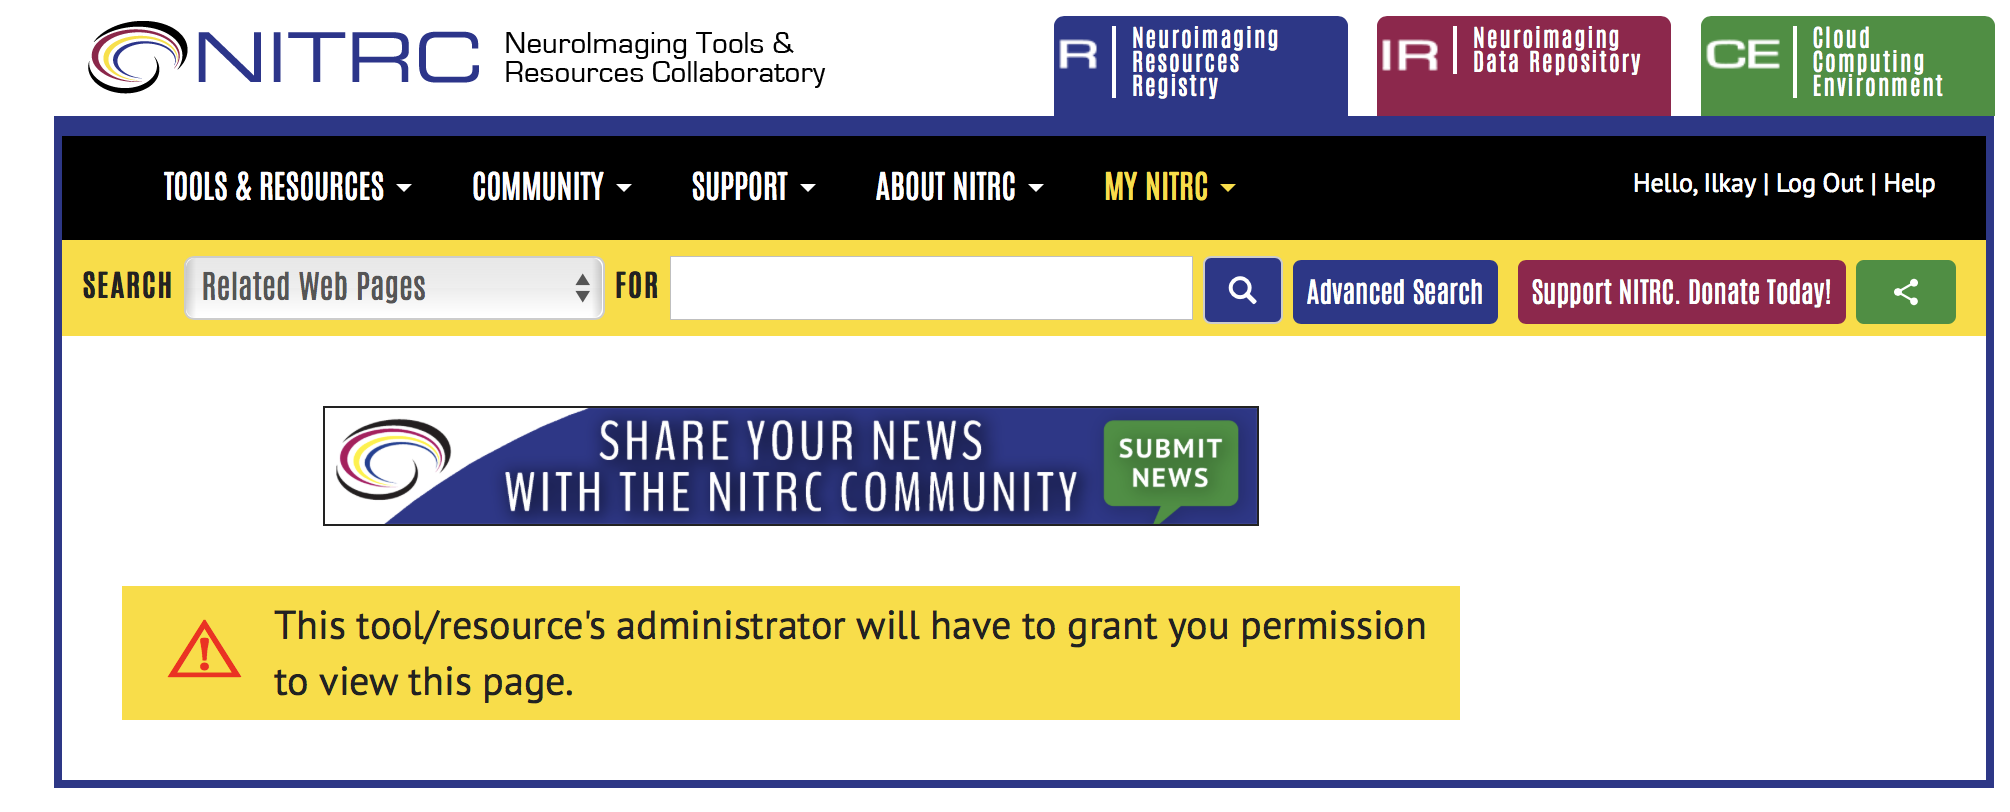 NITRC NeuroImaging Tools &
Resources Collaboratory
R Neuroimaging
Resources
Registry
IR Neuroimaging
Data Repository
CE Cloud
Computing
Environment
TOOLS & RESOURCES COMMUNITY SUPPORT ABOUT NITRC MY NITRC Hello, Ilkay | Log Out | Help
SEARCH Related Web Pages FOR Advanced Search Support NITRC. Donate Today!
SHARE YOUR NEWS
WITH THE NITRC COMMUNITY
SUBMIT
NEWS
This tool/resource's administrator will have to grant you permission
to view this page.